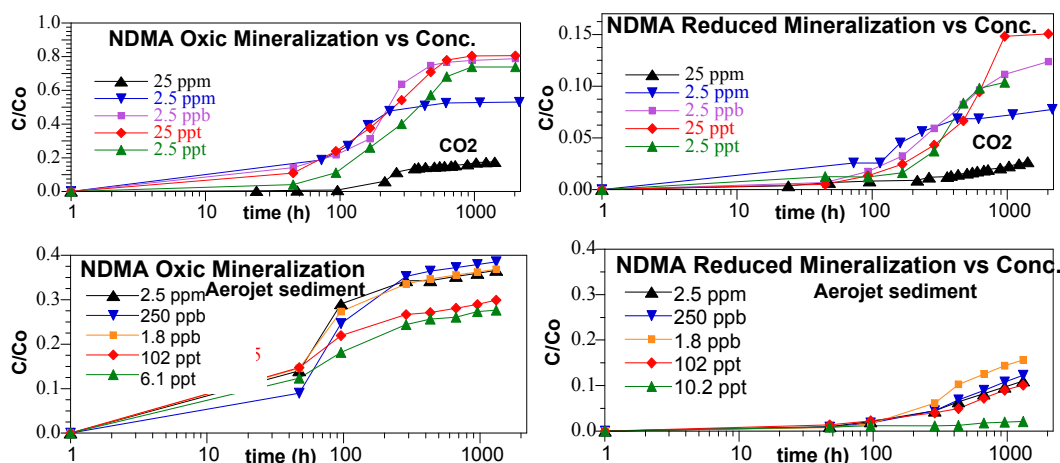 NDMA Oxic Mineralization vs Conc.
25 ppm
2.5 ppm
2.5 ppb
25 ppt
2.5 ppt
CO2
C/Co
1.0
0.8
0.6
0.4
0.2
0.0
1
10
100
1000
time (h)
NDMA Reduced Mineralization vs Conc.
25 ppm
2.5 ppm
2.5 ppb
25 ppt
2.5 ppt
CO2
C/Co
0.15
0.10
0.05
0.00
1
10
100
1000
time (h)
NDMA Oxic Mineralization
Aerojet sediment
2.5 ppm
250 ppb
1.8 ppb
102 ppt
6.1 ppt
5
C/Co
0.4
0.3
0.2
0.1
0.0
1
10
100
1000
time (h)
NDMA Reduced Mineralization vs Conc.
Aerojet sediment
2.5 ppm
250 ppb
1.8 ppb
102 ppt
10.2 ppt
C/Co
0.4
0.3
0.2
0.1
0.0
1
10
100
1000
time (h)